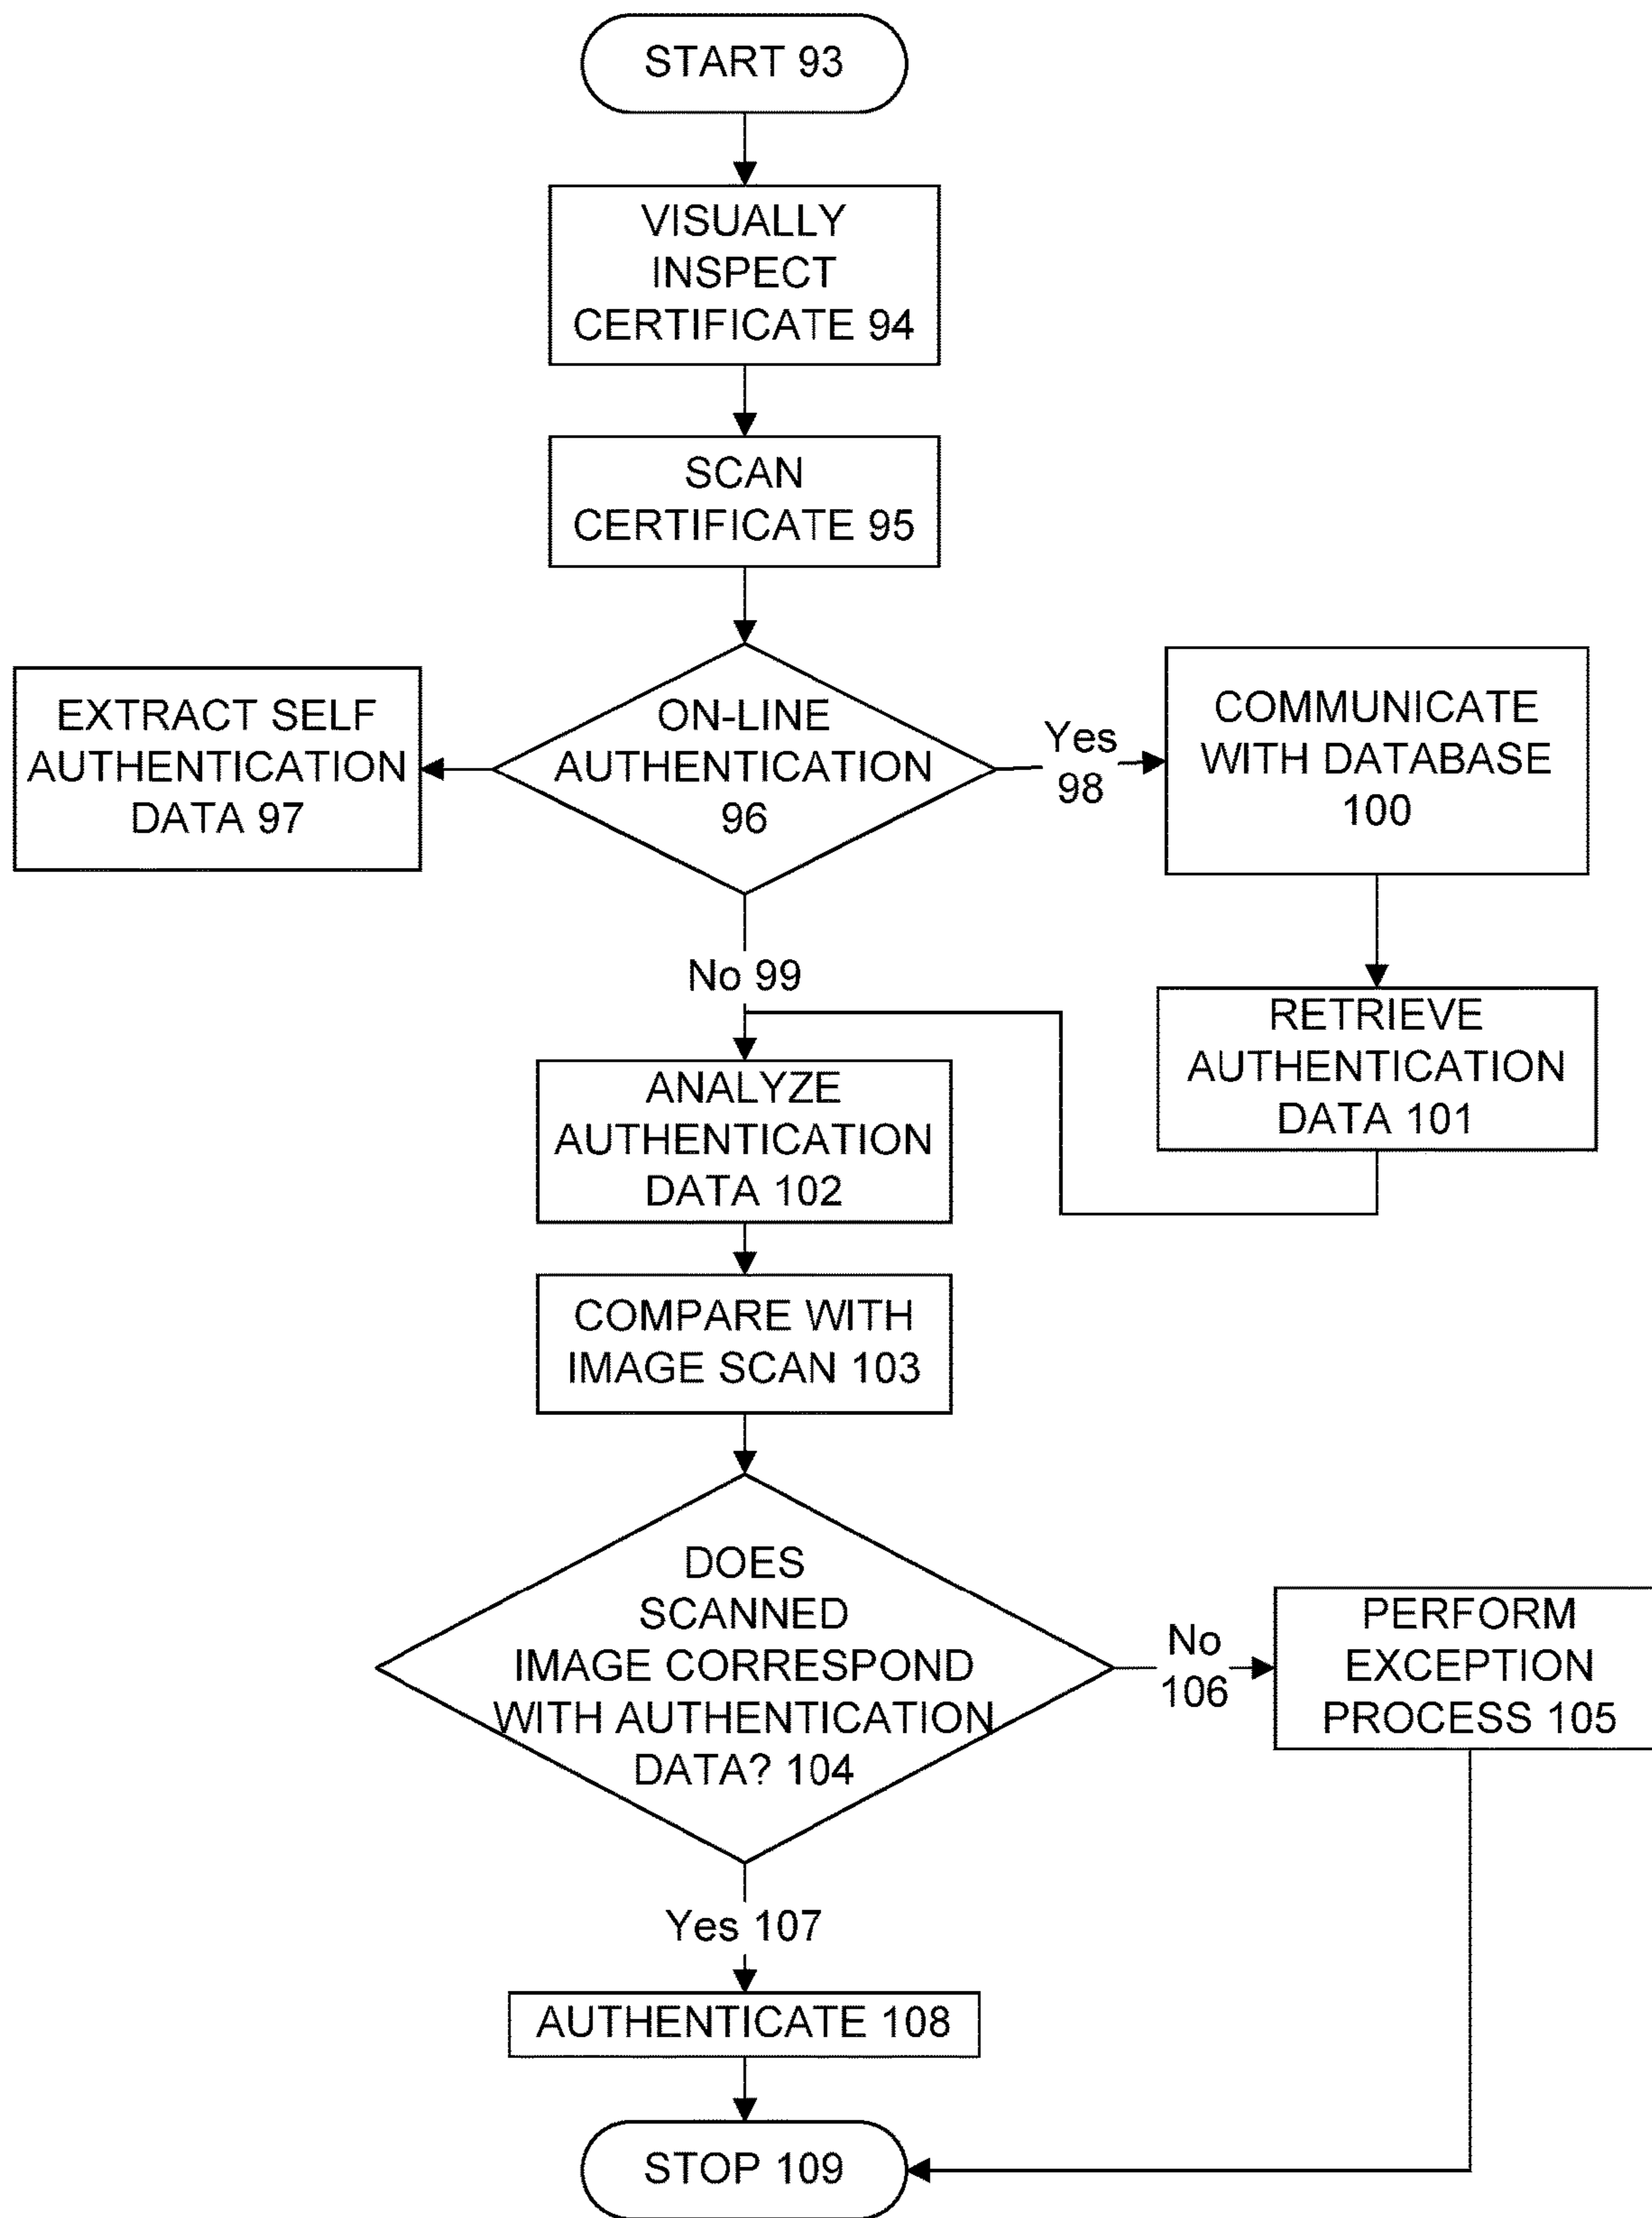 START 93
VISUALLY
INSPECT
CERTIFICATE 94
SCAN
CERTIFICATE 95
EXTRACT SELF
AUTHENTICATION
DATA 97
ON-LINE
AUTHENTICATION
96
Yes
98
COMMUNICATE
WITH DATABASE
100
No 99
RETRIEVE
AUTHENTICATION
DATA 101
ANALYZE
AUTHENTICATION
DATA 102
COMPARE WITH
IMAGE SCAN 103
DOES
SCANNED
IMAGE CORRESPOND
WITH AUTHENTICATION
DATA? 104
No
106
PERFORM
EXCEPTION
PROCESS 105
Yes 107
AUTHENTICATE 108
STOP 109